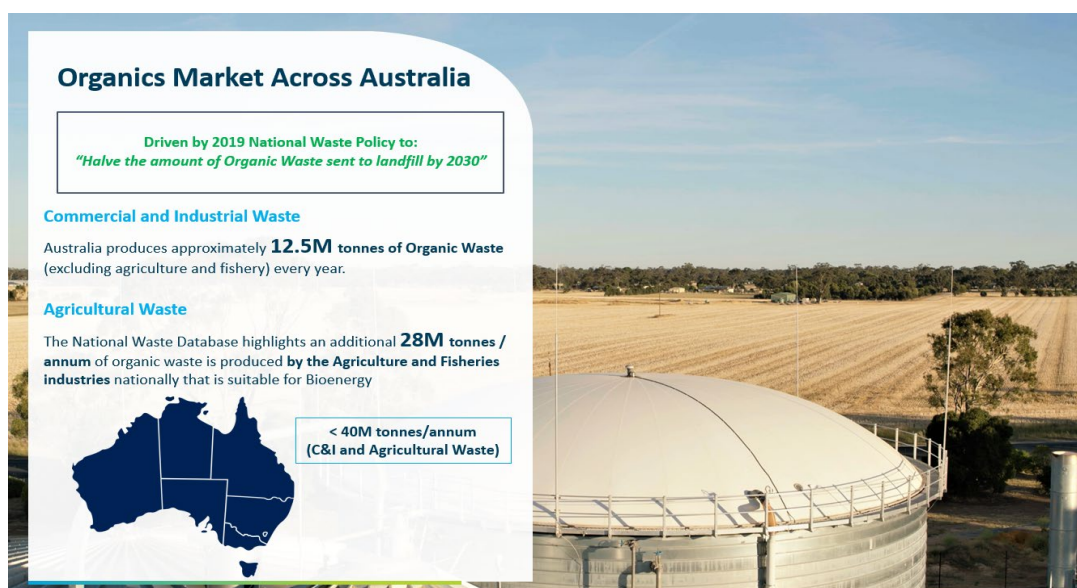 Organics Market Across Australia
Driven by 2019 National Waste Policy to:
“Halve the amount of Organic Waste sent to landfill by 2030”
Commercial and Industrial Waste
Australia produces approximately 12.5M tonnes of Organic Waste
(excluding agriculture and fishery) every year.
Agricultural Waste
The National Waste Database highlights an additional 28M tonnes /
annum of organic waste is produced by the Agriculture and Fisheries
industries nationally that is suitable for Bioenergy
< 40M tonnes/annum
(C&I and Agricultural Waste)